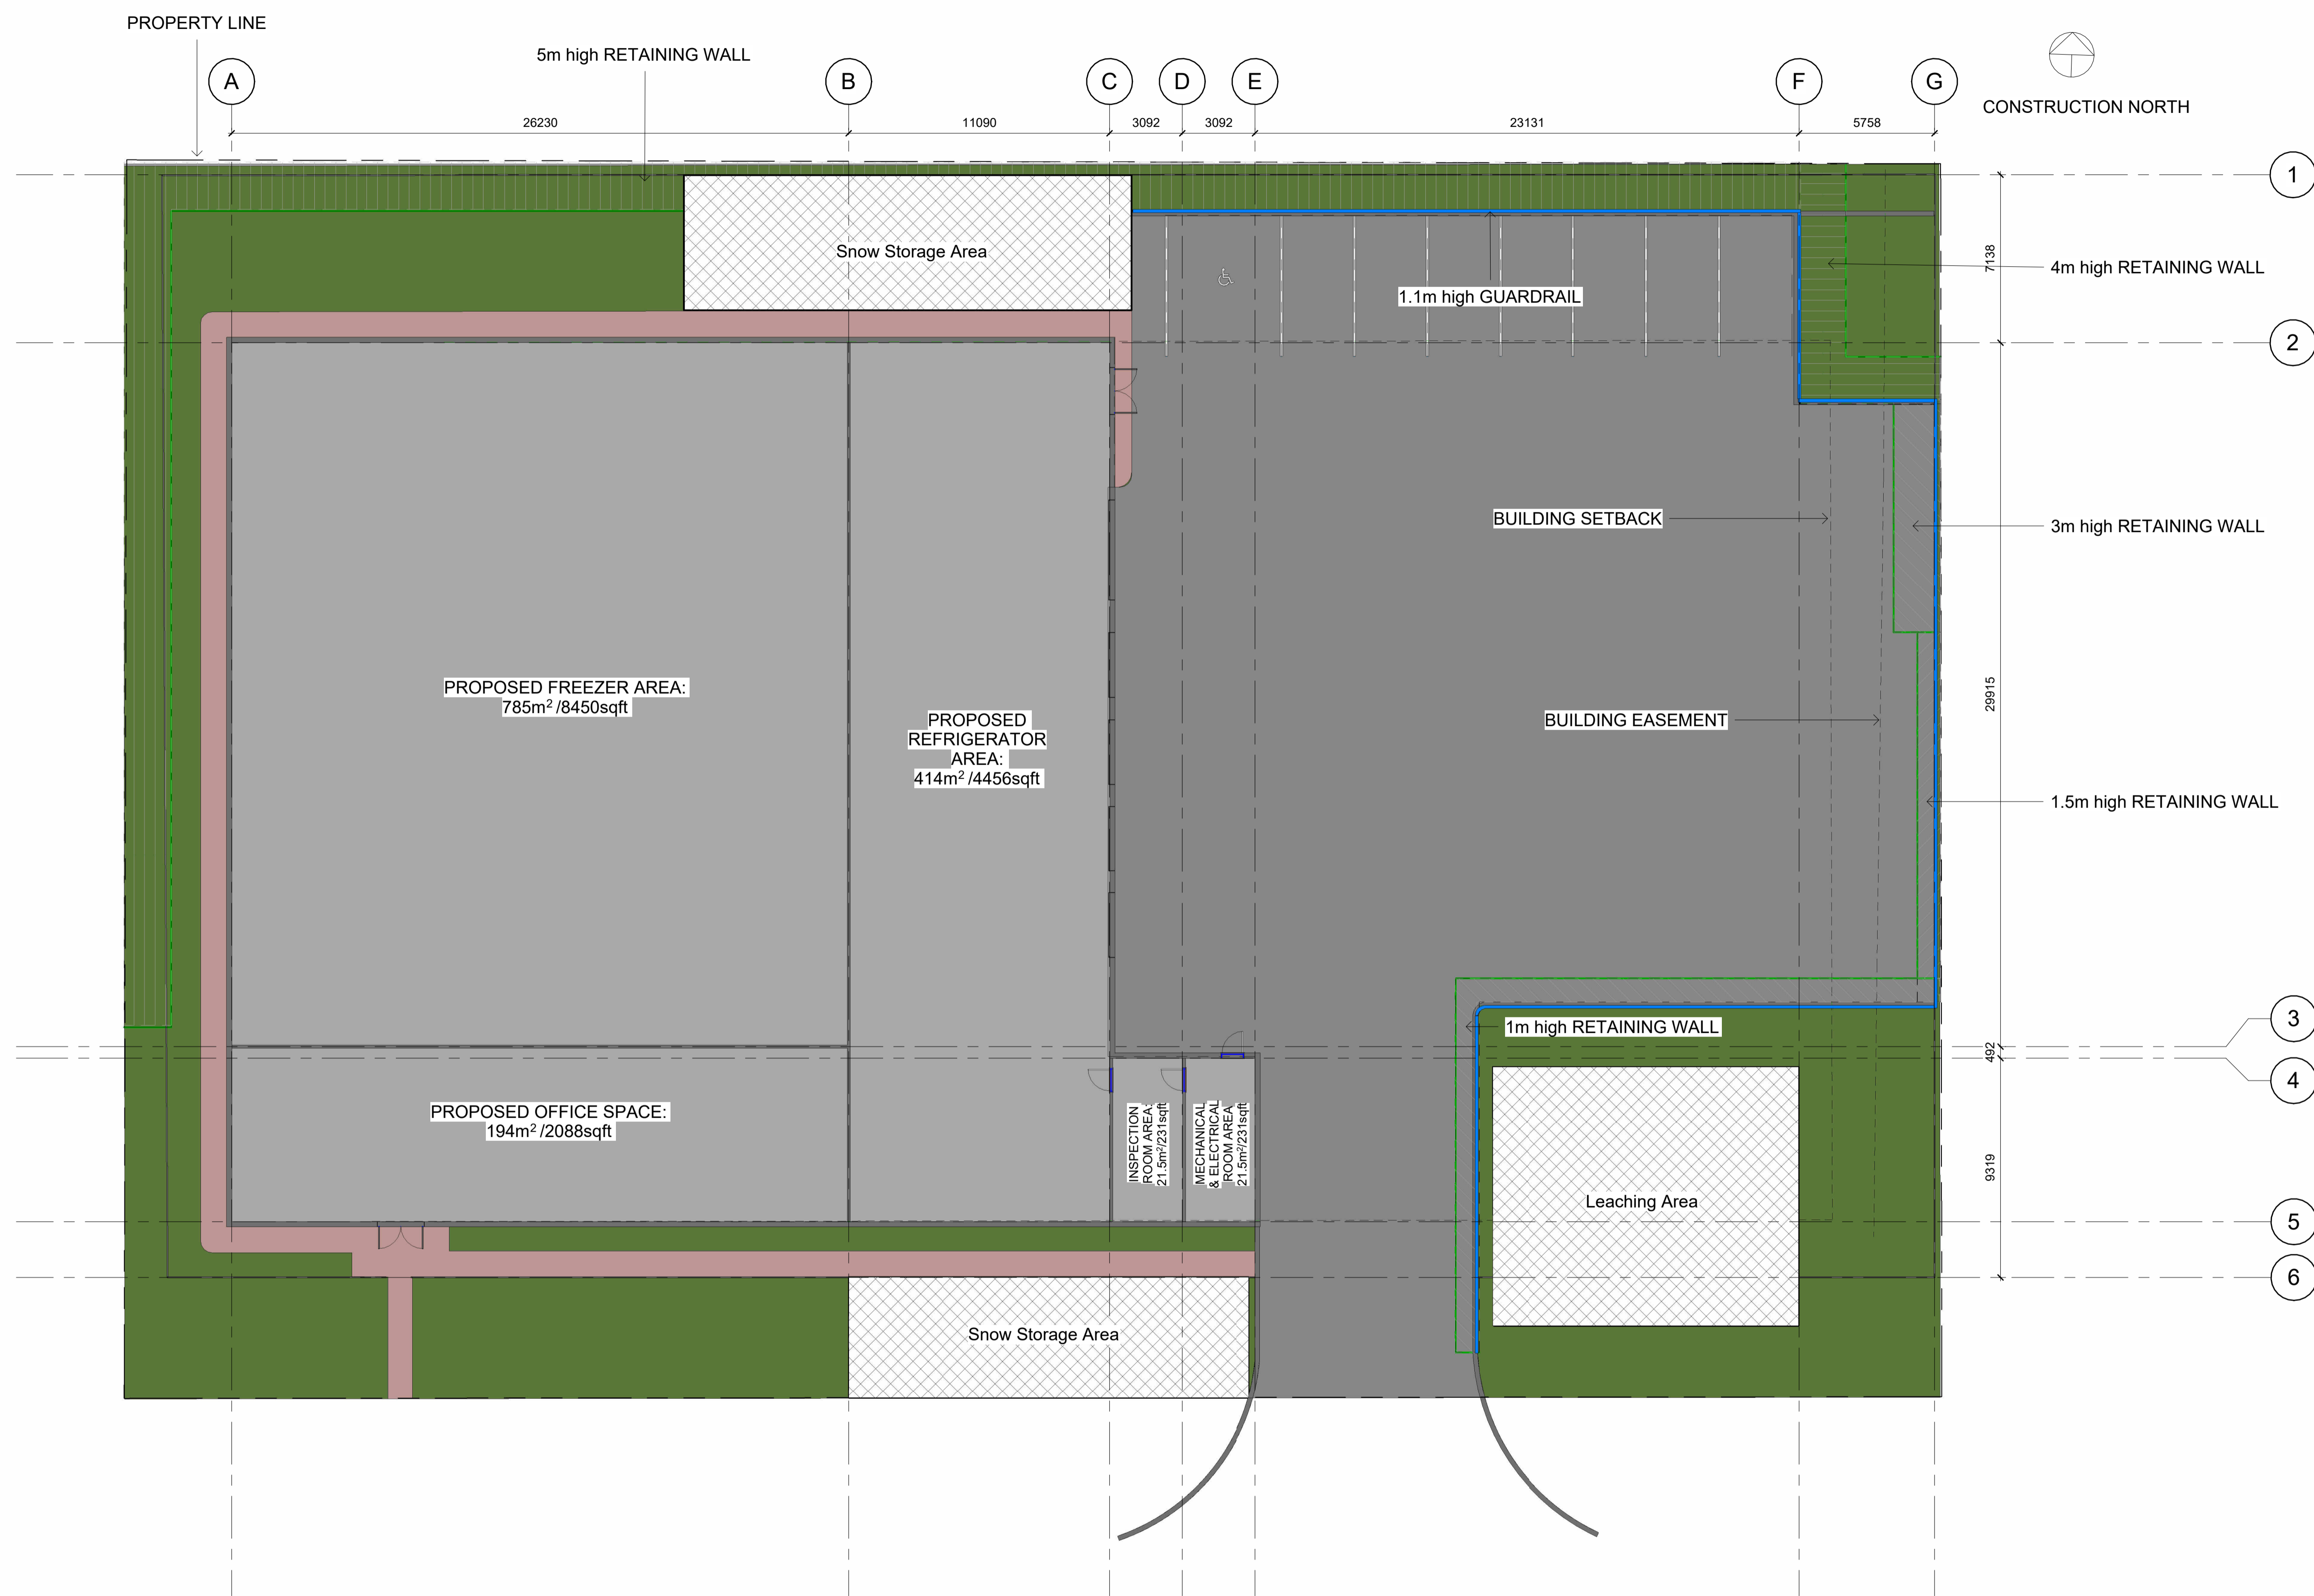 PROPERTY LINE
5m high RETAINING WALL
A
B
C
D
E
F
G
CONSTRUCTION NORTH
26230
11090
3092
3092
23131
5758
1
Snow Storage Area
7138
4m high RETAINING WALL
1.1m high GUARDRAIL
2
BUILDING SETBACK
3m high RETAINING WALL
PROPOSED FREEZER AREA:
785m² /8450sqft
29915
PROPOSED
REFRIGERATOR
AREA:
414m² /4456sqft
BUILDING EASEMENT
1.5m high RETAINING WALL
3
1m high RETAINING WALL
492
4
PROPOSED OFFICE SPACE:
194m² /2088sqft
INSPECTION
ROOM AREA:
21.5m²/231sqft
MECHANICAL
& ELECTRICAL
ROOM AREA
21.5m²/231sqft
9319
Leaching Area
5
6
Snow Storage Area